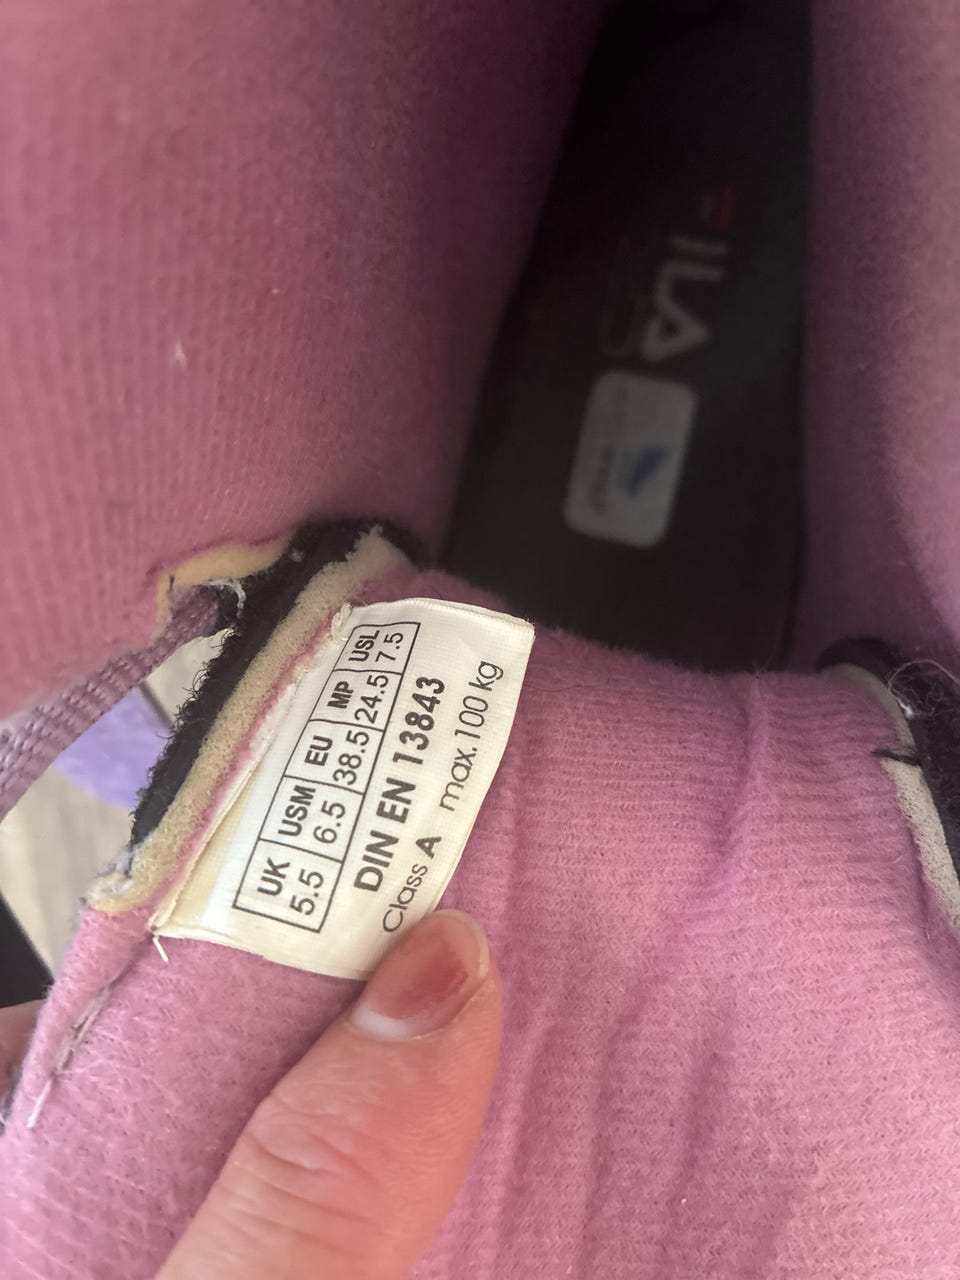 FILA
UK USM EU MP USL
5.5 6.5 38.5 24.5 7.5
DIN EN 13843
Class A max.100 kg